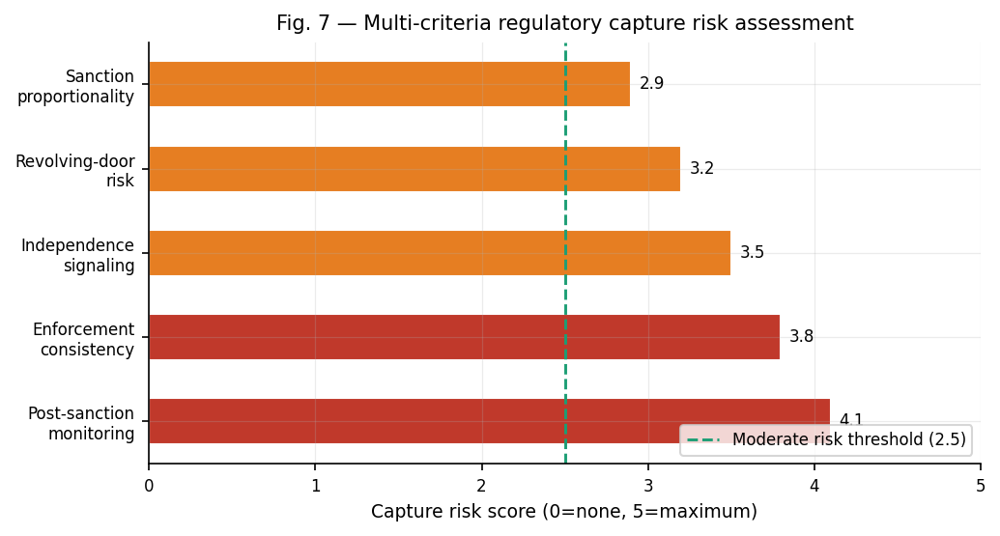 Fig. 7 — Multi-criteria regulatory capture risk assessment
Sanction
proportionality
2.9
Revolving-door
risk
3.2
Independence
signaling
3.5
Enforcement
consistency
3.8
Post-sanction
monitoring
4.1
Moderate risk threshold (2.5)
0 1 2 3 4 5
Capture risk score (0=none, 5=maximum)